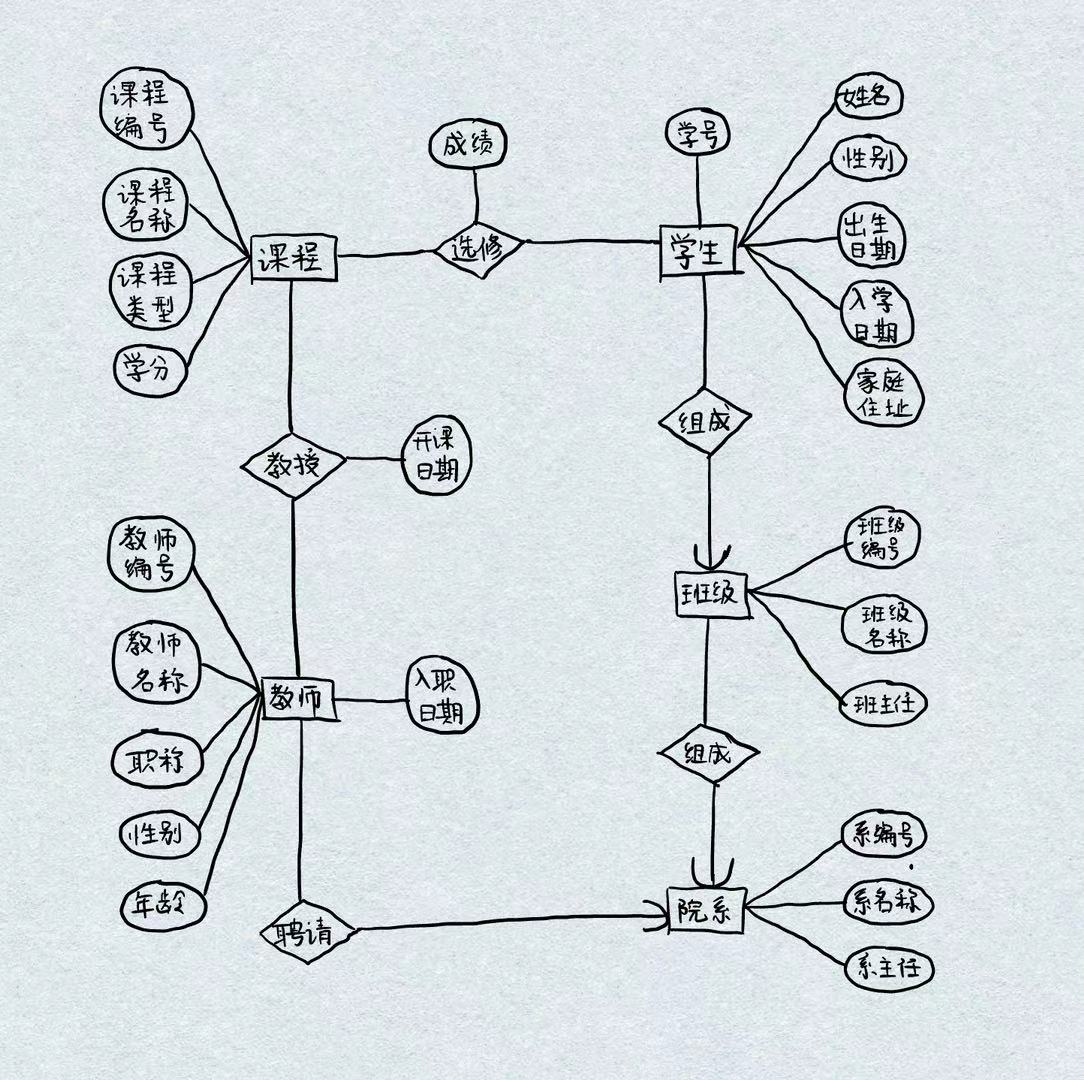 课程
编号
课程
名称
课程
类型
学分
课程
成绩
选修
学号
学生
姓名
性别
出生
日期
入学
日期
家庭
住址
组成
教授
开课
日期
班级
班级
编号
班级
名称
班主任
教师
编号
教师
名称
职称
性别
年龄
教师
入职
日期
组成
聘请
院系
系编号
系名称
系主任